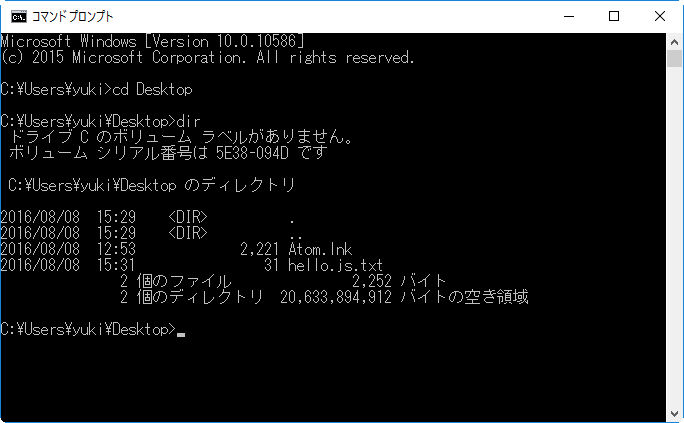 コマンド プロンプト
Microsoft Windows [Version 10.0.10586]
(c) 2015 Microsoft Corporation. All rights reserved.
C:¥Users¥yuki>cd Desktop
C:¥Users¥yuki¥Desktop>dir
ドライブ C のボリューム ラベルがありません。
ボリューム シリアル番号は 5E38-094D です
C:¥Users¥yuki¥Desktop のディレクトリ
2016/08/08  15:29    <DIR>          .
2016/08/08  15:29    <DIR>          ..
2016/08/08  12:53             2,221 Atom.lnk
2016/08/08  15:31                31 hello.js.txt
2 個のファイル               2,252 バイト
2 個のディレクトリ  20,633,894,912 バイトの空き領域
C:¥Users¥yuki¥Desktop>